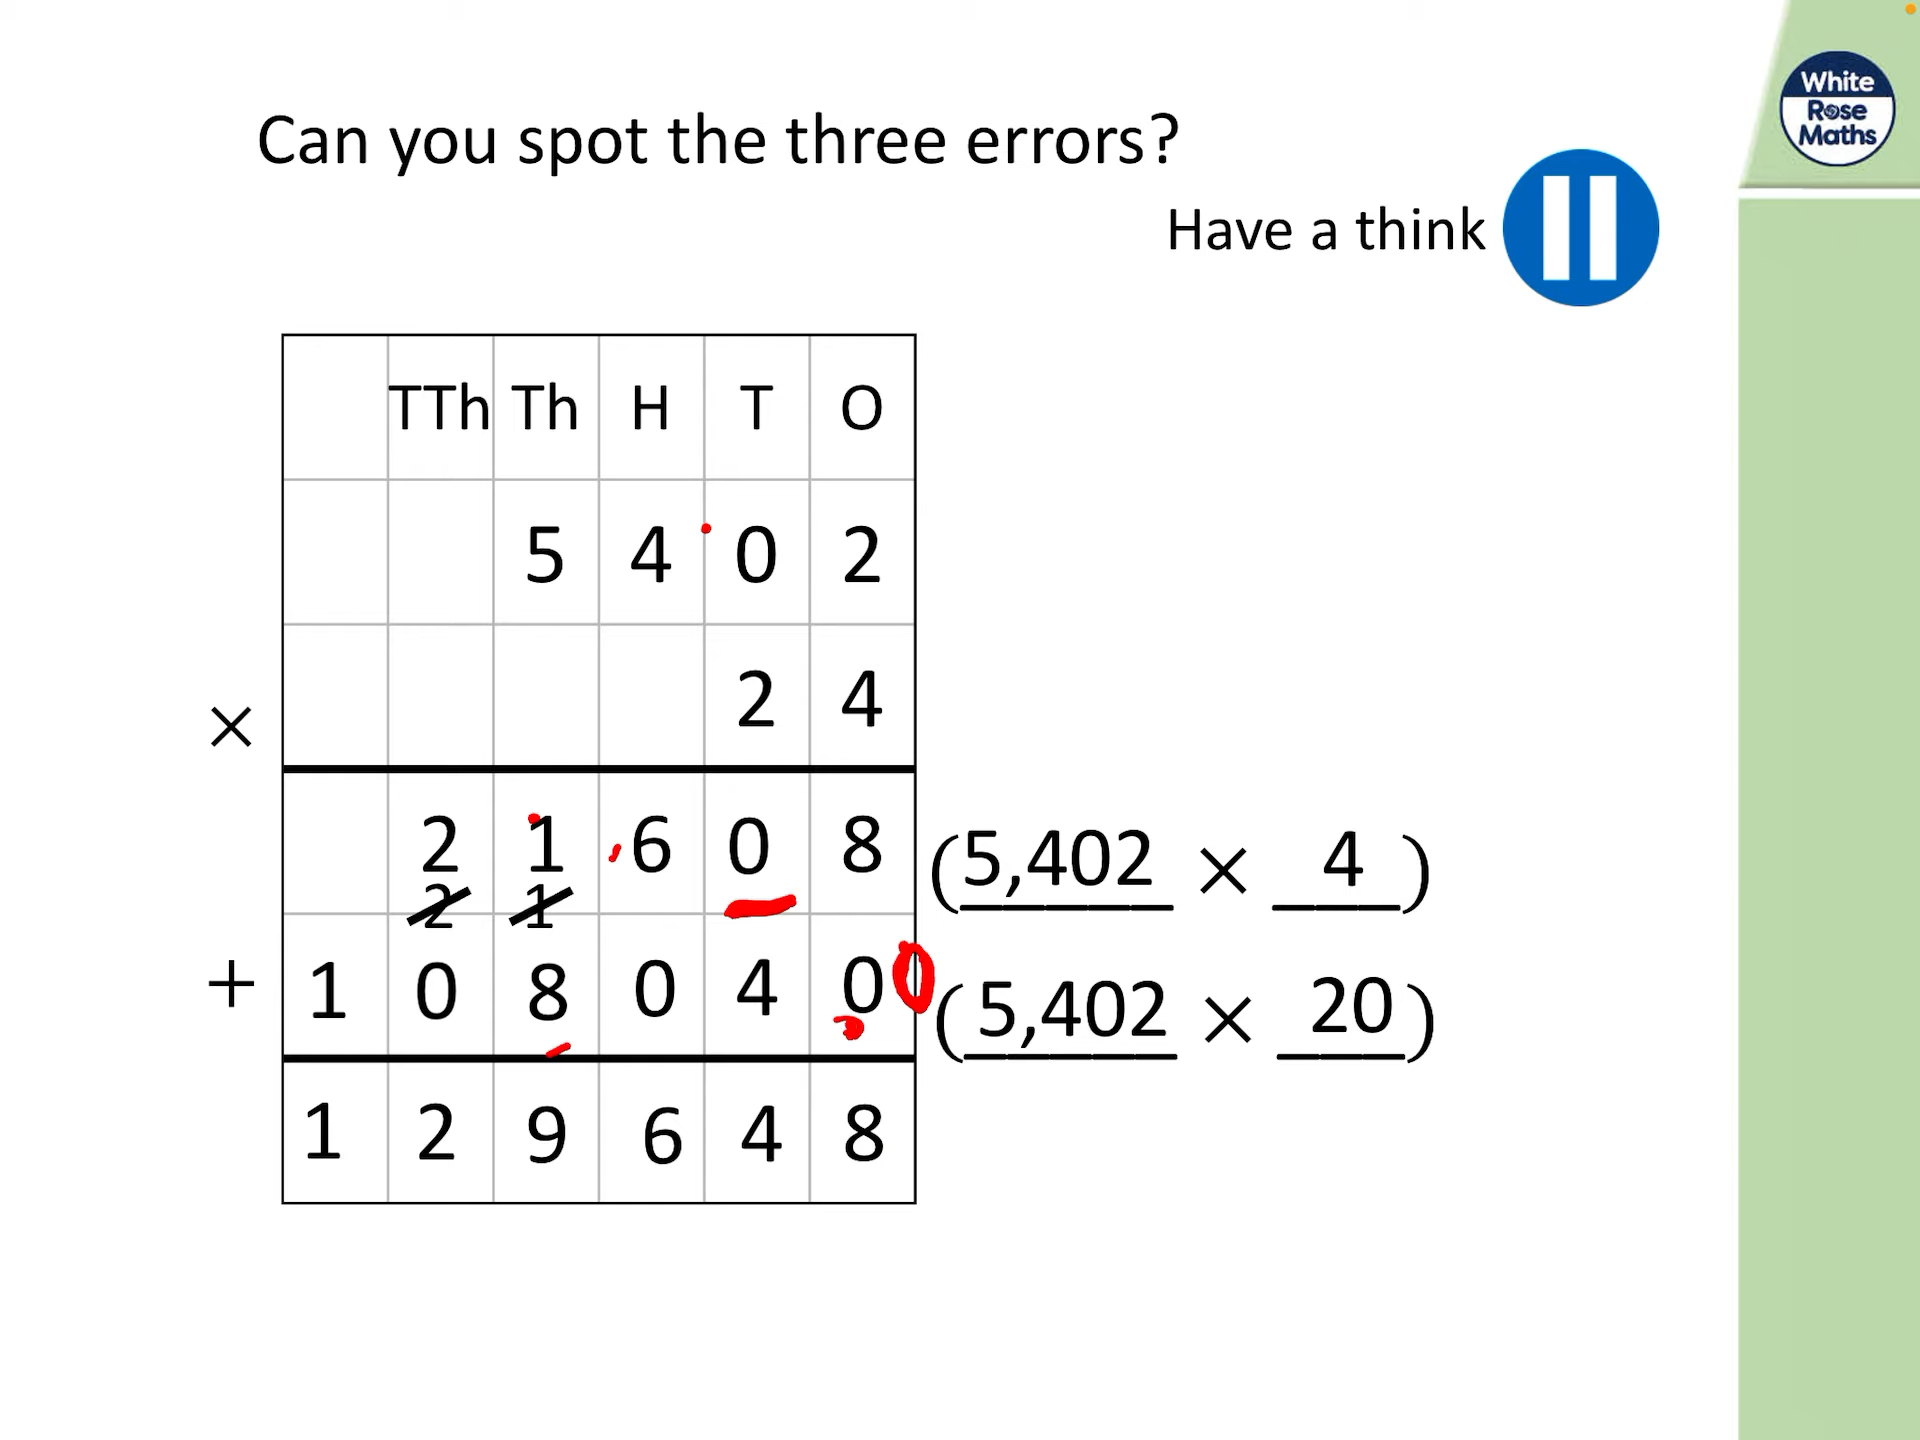 White
Rose
Maths
Can you spot the three errors?
Have a think
TTh Th H T O
5 4 0 2
× 2 4
2 1 6 0 8 (5,402 × 4)
2 1
+ 1 0 8 0 4 0 0 (5,402 × 20)
1 2 9 6 4 8